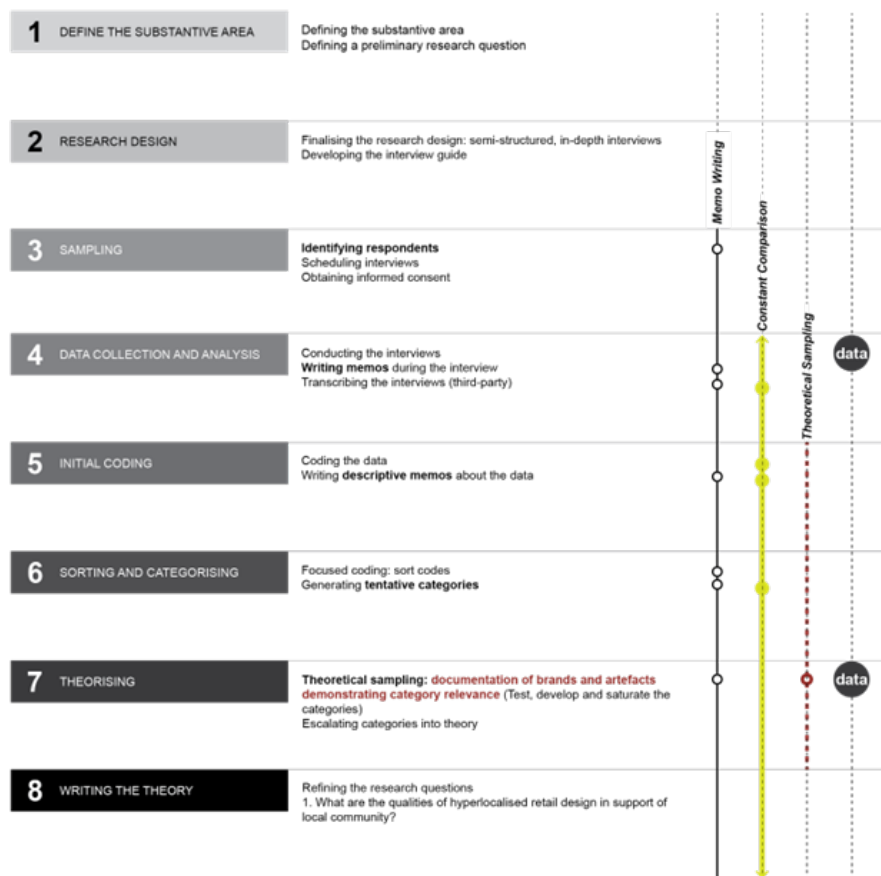 1 DEFINE THE SUBSTANTIVE AREA
Defining the substantive area
Defining a preliminary research question
2 RESEARCH DESIGN
Finalising the research design: semi-structured, in-depth interviews
Developing the interview guide
Memo Writing
3 SAMPLING
Identifying respondents
Scheduling interviews
Obtaining informed consent
Constant Comparison
4 DATA COLLECTION AND ANALYSIS
Conducting the interviews
Writing memos during the interview
Transcribing the interviews (third-party)
Theoretical Sampling
data
5 INITIAL CODING
Coding the data
Writing descriptive memos about the data
6 SORTING AND CATEGORISING
Focused coding: sort codes
Generating tentative categories
7 THEORISING
Theoretical sampling: documentation of brands and artefacts
demonstrating category relevance (Test, develop and saturate the
categories)
Escalating categories into theory
data
8 WRITING THE THEORY
Refining the research questions
1. What are the qualities of hyperlocalised retail design in support of
local community?